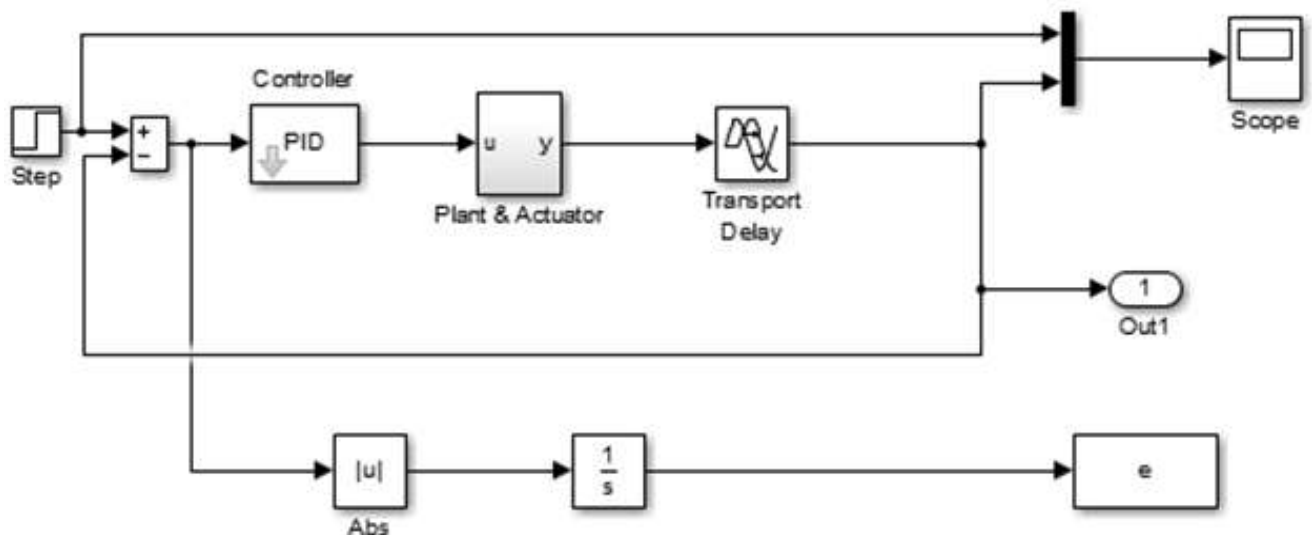 Controller
Step
+
−
PID
u
y
Plant & Actuator
Transport
Delay
Scope
1
Out1
|u|
Abs
1
s
e